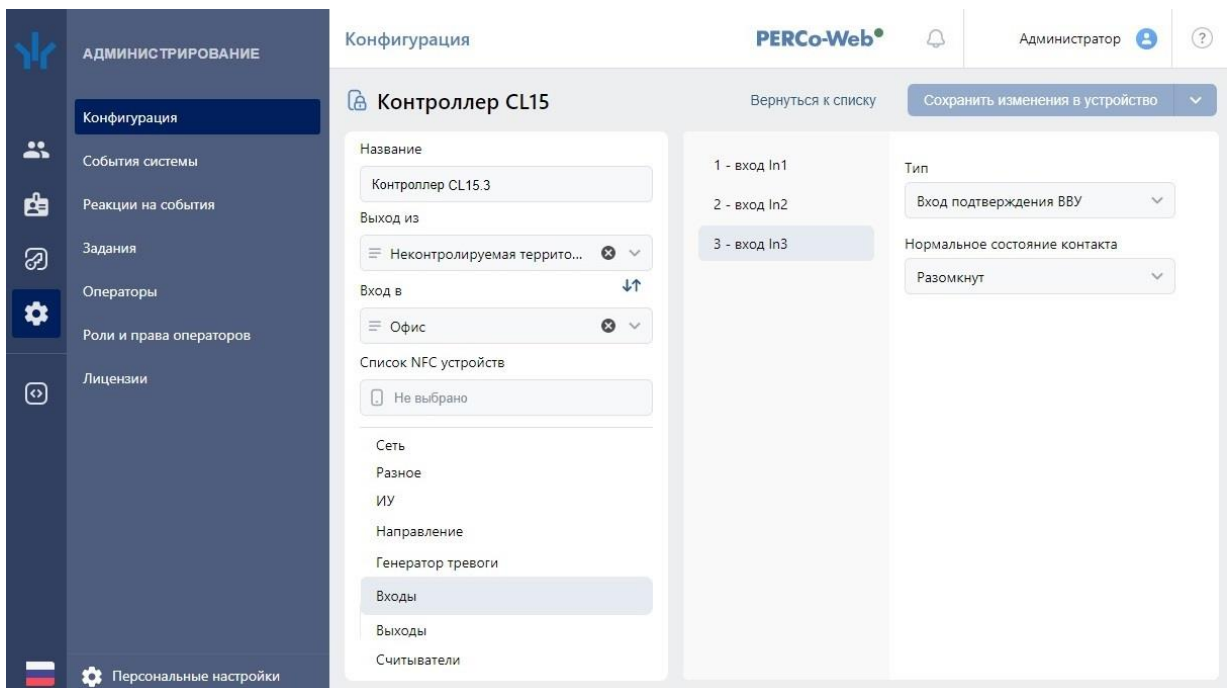 АДМИНИСТРИРОВАНИЕ
Конфигурация
События системы
Реакции на события
Задания
Операторы
Роли и права операторов
Лицензии
Персональные настройки
Конфигурация
PERCo-Web
Администратор
?
Контроллер CL15
Вернуться к списку
Сохранить изменения в устройство
Название
Контроллер CL15.3
Выход из
Неконтролируемая террито...
Вход в
Офис
Список NFC устройств
Не выбрано
Сеть
Разное
ИУ
Направление
Генератор тревоги
Входы
Выходы
Считыватели
1 - вход In1
2 - вход In2
3 - вход In3
Тип
Вход подтверждения ВВУ
Нормальное состояние контакта
Разомкнут